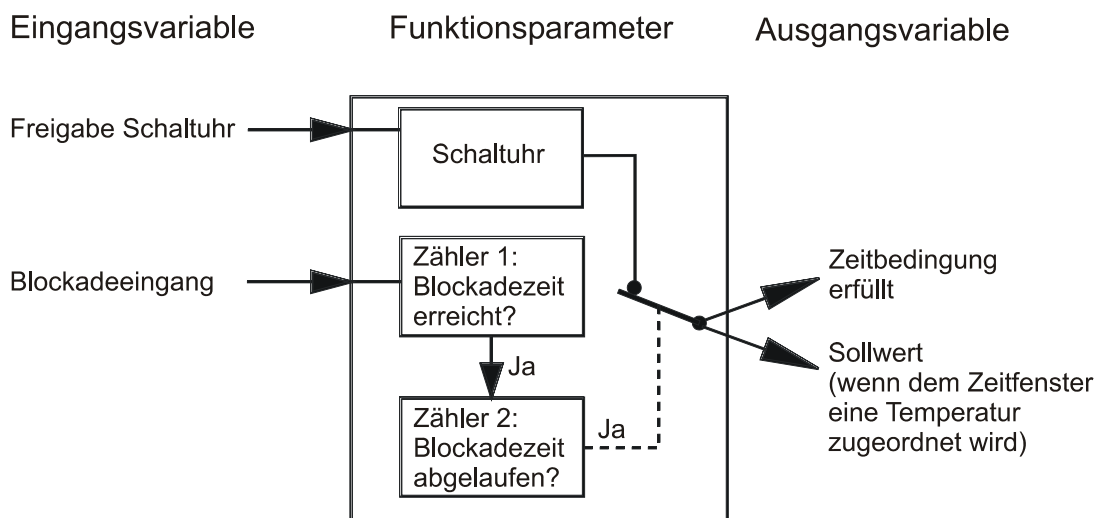 Eingangsvariable
Funktionsparameter
Ausgangsvariable
Freigabe Schaltuhr
Schaltuhr
Blockadeeingang
Zähler 1:
Blockadezeit
erreicht?
Ja
Zähler 2:
Blockadezeit
abgelaufen?
Ja
Zeitbedingung
erfüllt
Sollwert
(wenn dem Zeitfenster
eine Temperatur
zugeordnet wird)